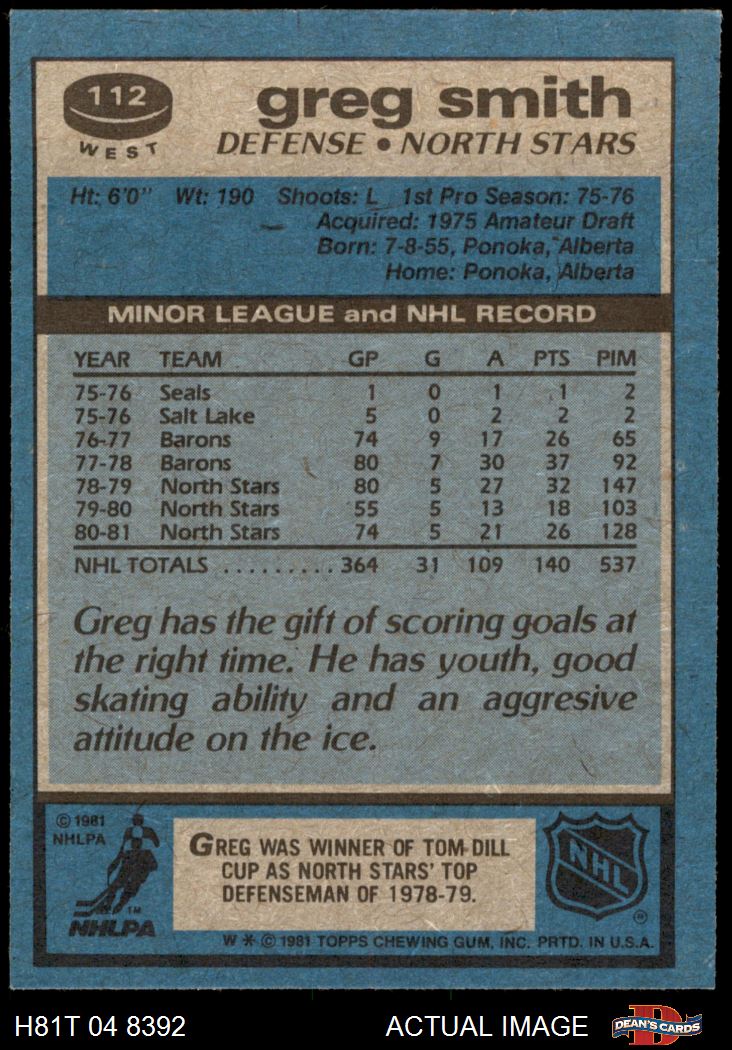 112
WEST
greg smith
DEFENSE • NORTH STARS
Ht: 6'0" Wt: 190 Shoots: L 1st Pro Season: 75-76
Acquired: 1975 Amateur Draft
Born: 7-8-55, Ponoka, Alberta
Home: Ponoka, Alberta
MINOR LEAGUE and NHL RECORD
YEAR TEAM GP G A PTS PIM
75-76 Seals 1 0 1 1 2
75-76 Salt Lake 5 0 2 2 2
76-77 Barons 74 9 17 26 65
77-78 Barons 80 7 30 37 92
78-79 North Stars 80 5 27 32 147
79-80 North Stars 55 5 13 18 103
80-81 North Stars 74 5 21 26 128
NHL TOTALS ......... 364 31 109 140 537
Greg has the gift of scoring goals at
the right time. He has youth, good
skating ability and an aggresive
attitude on the ice.
© 1981
NHLPA
TM
NHLPA
GREG WAS WINNER OF TOM DILL
CUP AS NORTH STARS' TOP
DEFENSEMAN OF 1978-79.
NHL
®
W * © 1981 TOPPS CHEWING GUM, INC. PRTD. IN U.S.A.
H81T 04 8392 ACTUAL IMAGE
D
DEAN'S CARDS